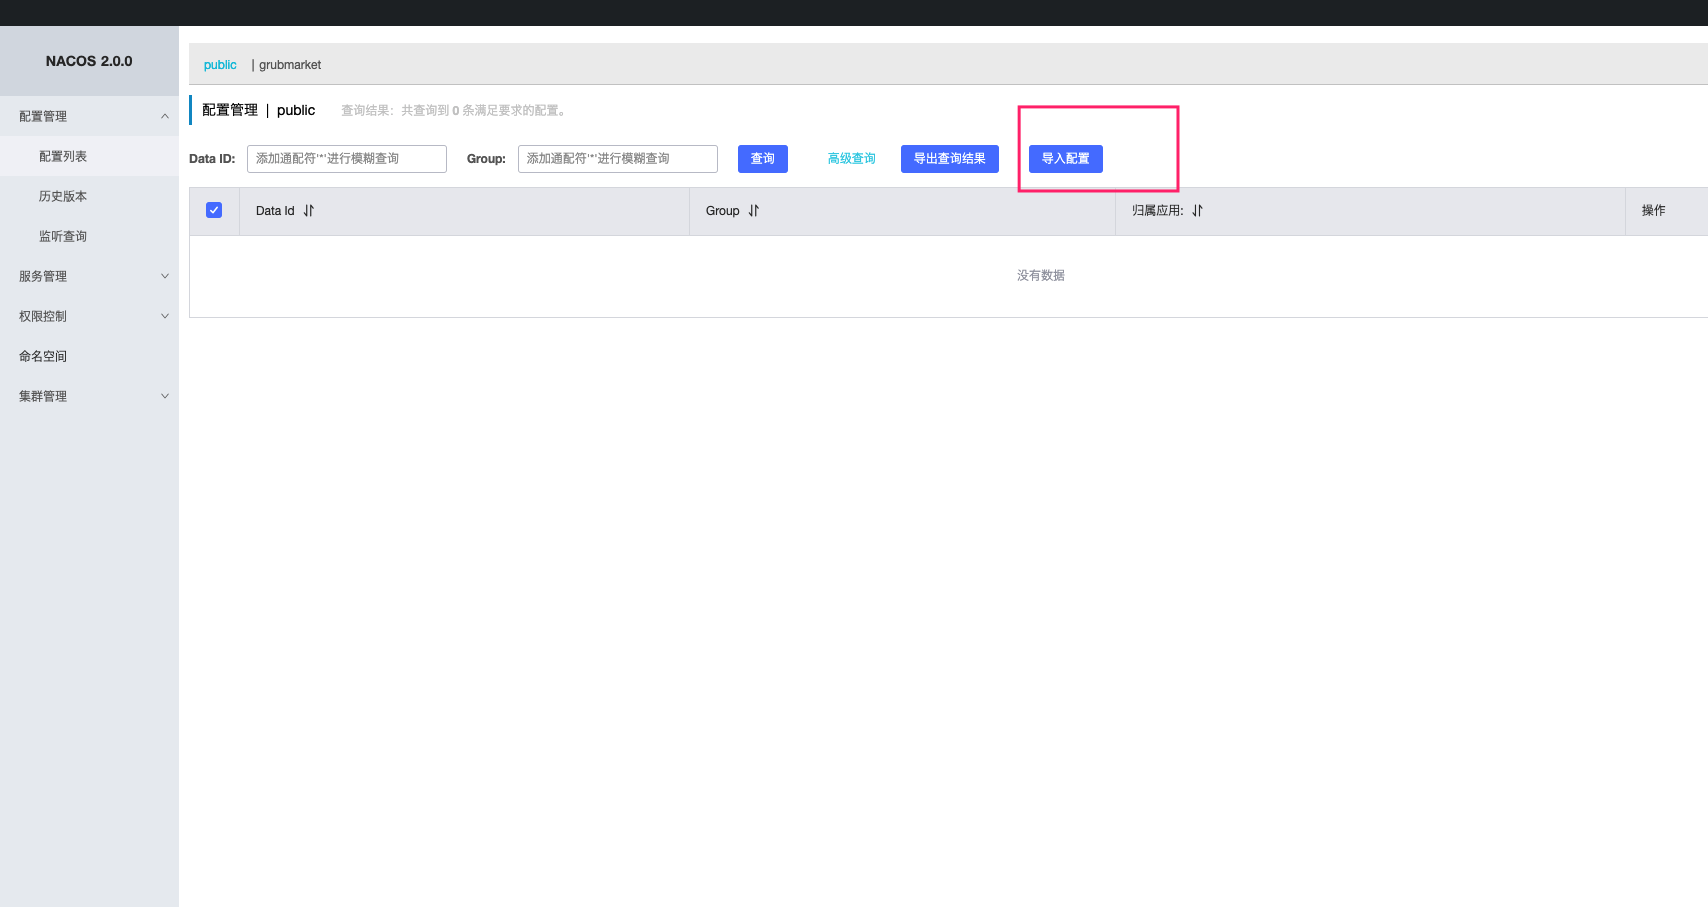 NACOS 2.0.0
配置管理
配置列表
历史版本
监听查询
服务管理
权限控制
命名空间
集群管理
public | grubmarket
配置管理 | public 查询结果：共查询到 0 条满足要求的配置。
Data ID: 添加通配符'*'进行模糊查询 Group: 添加通配符'*'进行模糊查询 查询 高级查询 导出查询结果 导入配置
Data Id Group 归属应用: 操作
没有数据